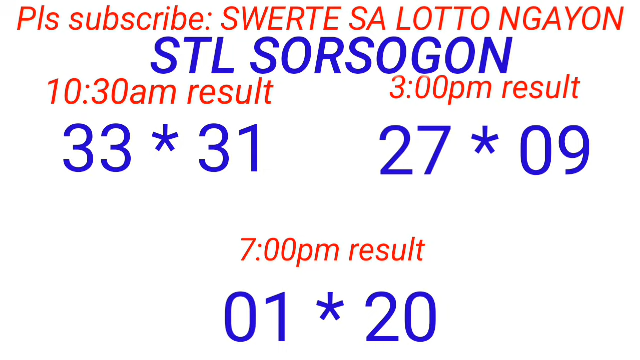 Pls subscribe: SWERTE SA LOTTO NGAYON
STL SORSOGON
10:30am result
33 * 31
3:00pm result
27 * 09
7:00pm result
01 * 20